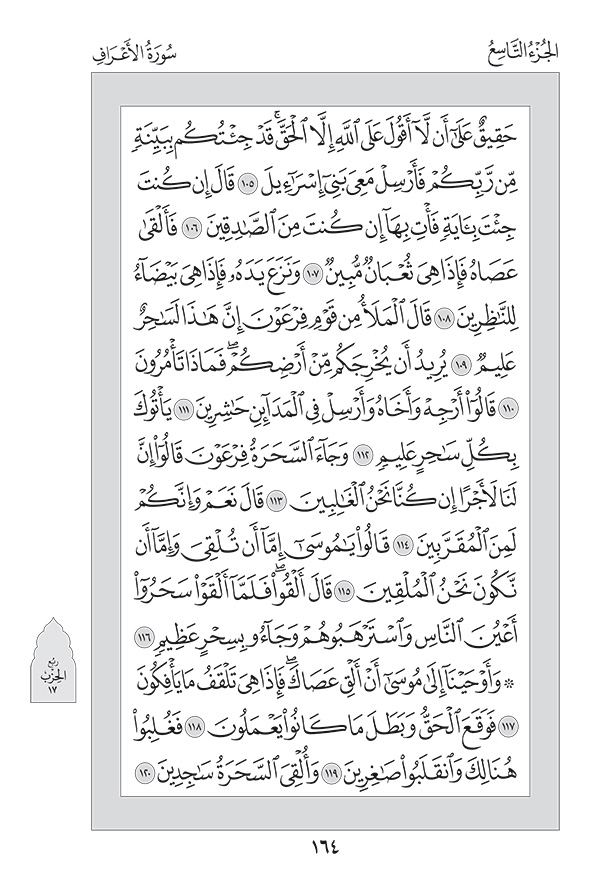 الجُزْءُ التَّاسِعُ
سُورَةُ الأَعْرَافِ
حَقِيقٌ عَلَىٰٓ أَن لَّآ أَقُولَ عَلَى ٱللَّهِ إِلَّا ٱلْحَقَّۚ قَدْ جِئْتُكُم بِبَيِّنَةٍ
مِّن رَّبِّكُمْ فَأَرْسِلْ مَعِىَ بَنِىٓ إِسْرَٰٓءِيلَ ١٠٥ قَالَ إِن كُنتَ
جِئْتَ بِـَٔايَةٍ فَأْتِ بِهَآ إِن كُنتَ مِنَ ٱلصَّٰدِقِينَ ١٠٦ فَأَلْقَىٰ
عَصَاهُ فَإِذَا هِىَ ثُعْبَانٌ مُّبِينٌ ١٠٧ وَنَزَعَ يَدَهُۥ فَإِذَا هِىَ بَيْضَآءُ
لِلنَّٰظِرِينَ ١٠٨ قَالَ ٱلْمَلَأُ مِن قَوْمِ فِرْعَوْنَ إِنَّ هَٰذَا لَسَٰحِرٌ
عَلِيمٌ ١٠٩ يُرِيدُ أَن يُخْرِجَكُم مِّنْ أَرْضِكُمْۖ فَمَاذَا تَأْمُرُونَ
١١٠ قَالُوٓا۟ أَرْجِهْ وَأَخَاهُ وَأَرْسِلْ فِى ٱلْمَدَآئِنِ حَٰشِرِينَ ١١١ يَأْتُوكَ
بِكُلِّ سَٰحِرٍ عَلِيمٍ ١١٢ وَجَآءَ ٱلسَّحَرَةُ فِرْعَوْنَ قَالُوٓا۟ إِنَّ
لَنَا لَأَجْرًا إِن كُنَّا نَحْنُ ٱلْغَٰلِبِينَ ١١٣ قَالَ نَعَمْ وَإِنَّكُمْ
لَمِنَ ٱلْمُقَرَّبِينَ ١١٤ قَالُوا۟ يَٰمُوسَىٰٓ إِمَّآ أَن تُلْقِىَ وَإِمَّآ أَن
نَّكُونَ نَحْنُ ٱلْمُلْقِينَ ١١٥ قَالَ أَلْقُوا۟ۖ فَلَمَّآ أَلْقَوْا۟ سَحَرُوٓا۟
أَعْيُنَ ٱلنَّاسِ وَٱسْتَرْهَبُوهُمْ وَجَآءُو بِسِحْرٍ عَظِيمٍ ١١٦
۞ وَأَوْحَيْنَآ إِلَىٰ مُوسَىٰٓ أَنْ أَلْقِ عَصَاكَۖ فَإِذَا هِىَ تَلْقَفُ مَا يَأْفِكُونَ
١١٧ فَوَقَعَ ٱلْحَقُّ وَبَطَلَ مَا كَانُوا۟ يَعْمَلُونَ ١١٨ فَغُلِبُوا۟
هُنَالِكَ وَٱنقَلَبُوا۟ صَٰغِرِينَ ١١٩ وَأُلْقِىَ ٱلسَّحَرَةُ سَٰجِدِينَ ١٢٠
رُبْع
الحِزْب
١٧
١٦٤